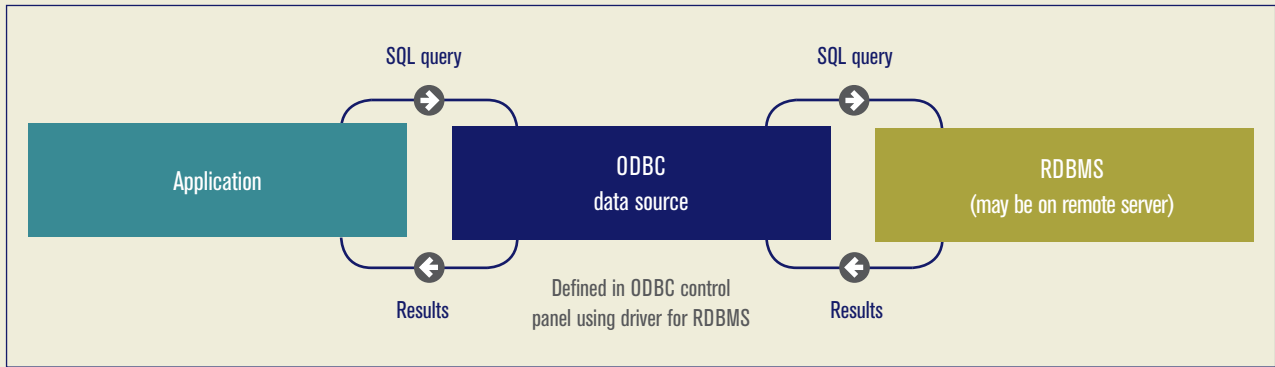 SQL query
SQL query
Application
ODBC
data source
RDBMS
(may be on remote server)
Results
Defined in ODBC control
panel using driver for RDBMS
Results